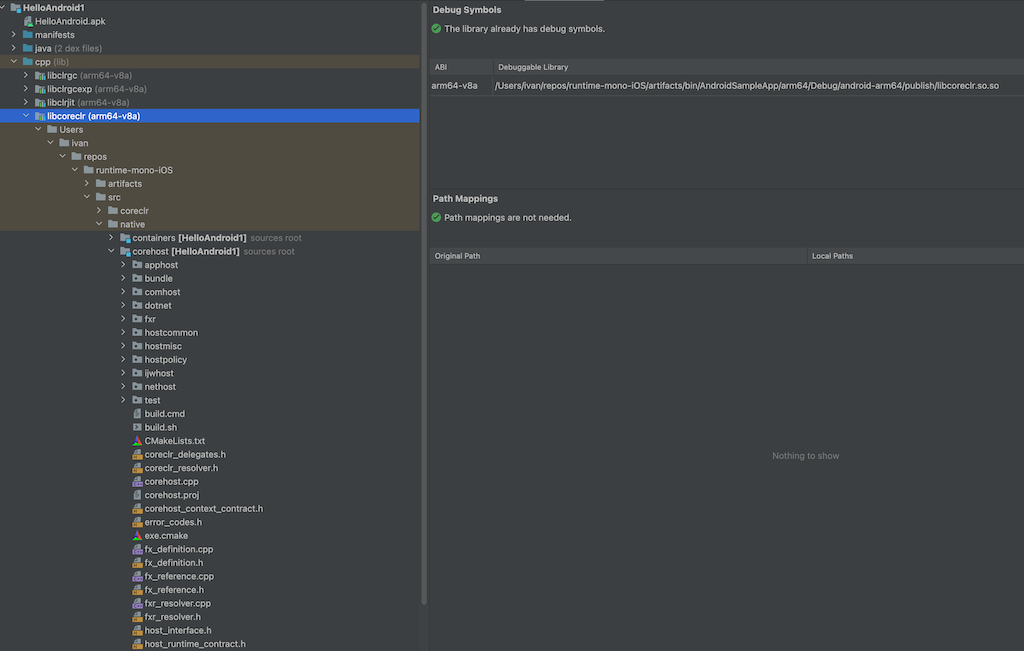 HelloAndroid1
HelloAndroid.apk
manifests
java (2 dex files)
cpp (lib)
libclrgc (arm64-v8a)
libclrgcexp (arm64-v8a)
libclrjit (arm64-v8a)
libcoreclr (arm64-v8a)
Users
ivan
repos
runtime-mono-iOS
artifacts
src
coreclr
native
containers [HelloAndroid1] sources root
corehost [HelloAndroid1] sources root
apphost
bundle
comhost
dotnet
fxr
hostcommon
hostmisc
hostpolicy
ijwhost
nethost
test
build.cmd
build.sh
CMakeLists.txt
coreclr_delegates.h
coreclr_resolver.h
corehost.cpp
corehost.proj
corehost_context_contract.h
error_codes.h
exe.cmake
fx_definition.cpp
fx_definition.h
fx_reference.cpp
fx_reference.h
fxr_resolver.cpp
fxr_resolver.h
host_interface.h
host_runtime_contract.h
Debug Symbols
The library already has debug symbols.
ABI Debuggable Library
arm64-v8a /Users/ivan/repos/runtime-mono-iOS/artifacts/bin/AndroidSampleApp/arm64/Debug/android-arm64/publish/libcoreclr.so.so
Path Mappings
Path mappings are not needed.
Original Path Local Paths
Nothing to show